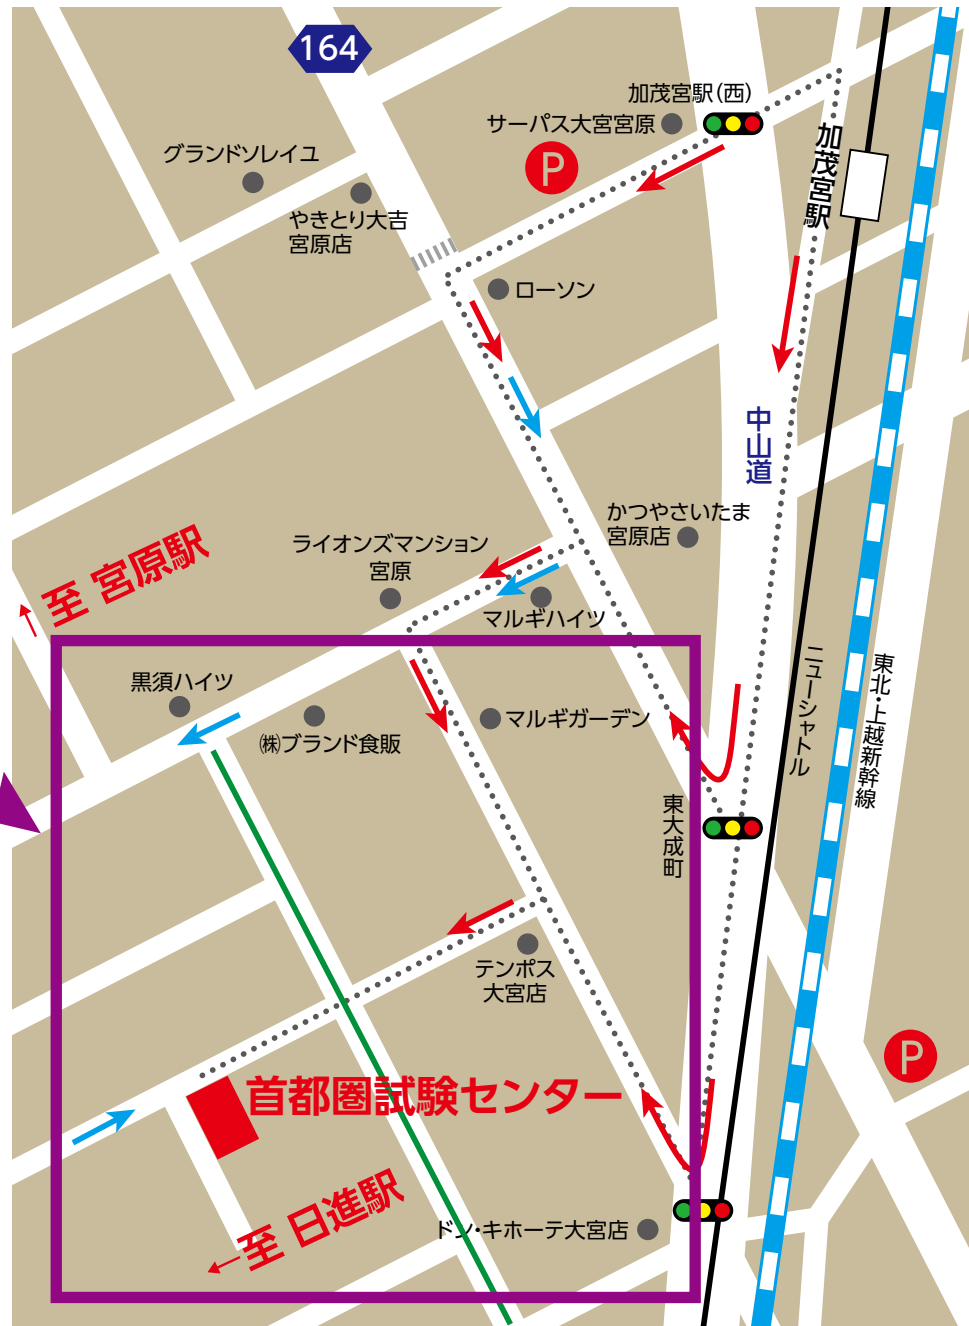 164
加茂宮駅(西)
サーパス大宮宮原
P
グランドソレイユ
やきとり大吉
宮原店
加茂宮駅
ローソン
中山道
かつやさいたま
宮原店
ライオンズマンション
宮原
至 宮原駅
マルギハイツ
黒須ハイツ
㈱ブランド食販
マルギガーデン
ニューシャトル
東北・上越新幹線
東大成町
テンポス
大宮店
P
首都圏試験センター
至 日進駅
ドン・キホーテ大宮店